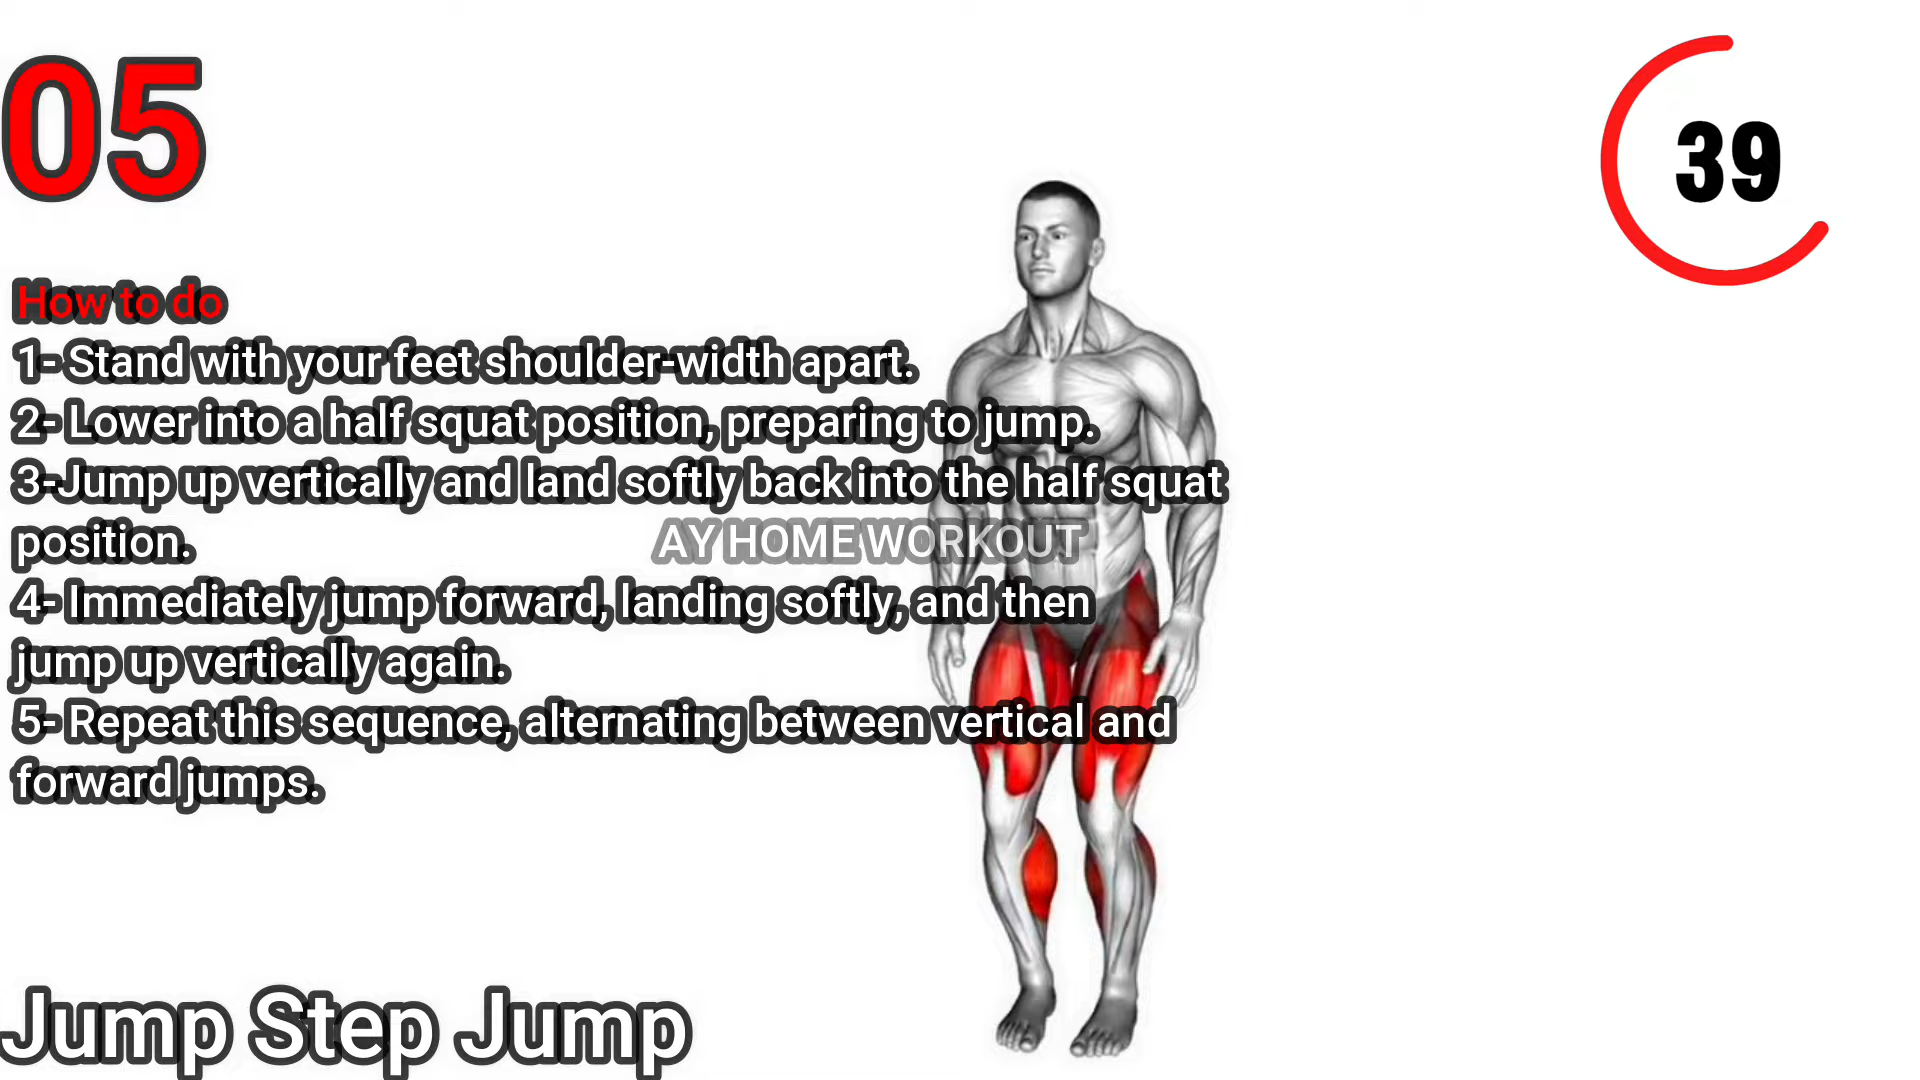 05
39
How to do
1- Stand with your feet shoulder-width apart.
2- Lower into a half squat position, preparing to jump.
3-Jump up vertically and land softly back into the half squat
position.
AY HOME WORKOUT
4- Immediately jump forward, landing softly, and then
jump up vertically again.
5- Repeat this sequence, alternating between vertical and
forward jumps.
Jump Step Jump